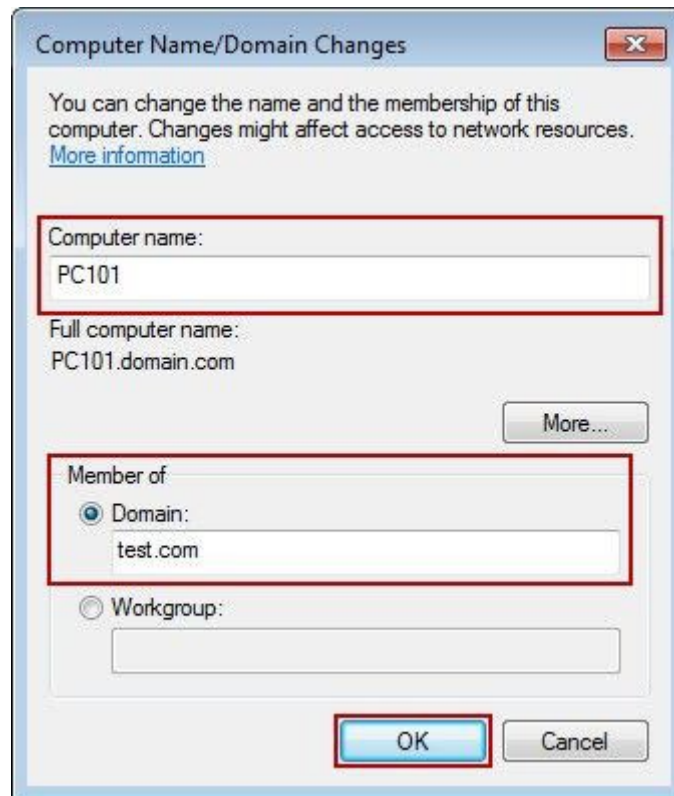 Computer Name/Domain Changes
You can change the name and the membership of this
computer. Changes might affect access to network resources.
More information
Computer name:
PC101
Full computer name:
PC101.domain.com
More...
Member of
Domain:
test.com
Workgroup:
OK
Cancel